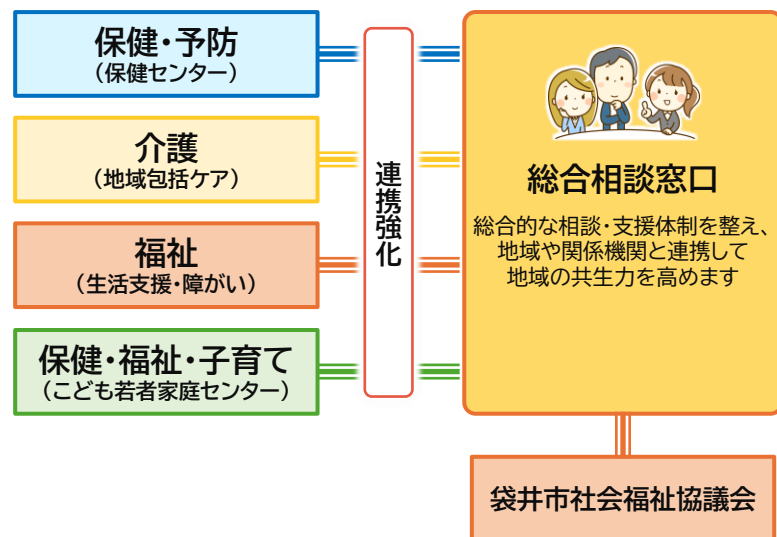 保健・予防
（保健センター）
介護
（地域包括ケア）
福祉
（生活支援・障がい）
保健・福祉・子育て
（こども若者家庭センター）
連携強化
総合相談窓口
総合的な相談・支援体制を整え、
地域や関係機関と連携して
地域の共生力を高めます
袋井市社会福祉協議会